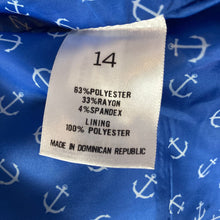 14
63%POLYESTER
33%RAYON
4%SPANDEX
LINING
100% POLYESTER
MADE IN DOMINICAN REPUBLIC